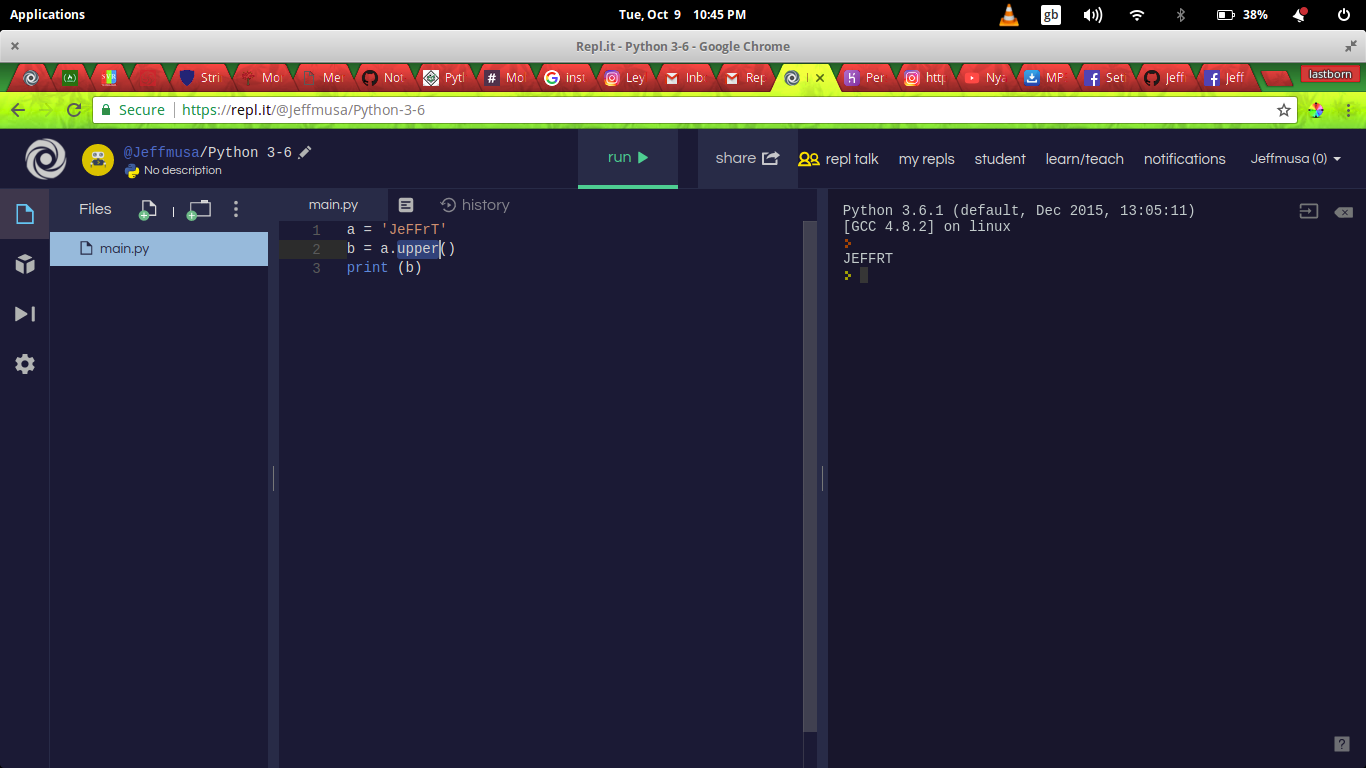 Applications
Tue, Oct 9 10:45 PM
gb
38%
Repl.it - Python 3-6 - Google Chrome
Stri
Mo
Mei
Not
Pyt
Mo
inst
Ley
Inb
Rep
Per
http
Nya
MP
Set
Jeff
Jeff
lastborn
Secure
https://repl.it/@Jeffmusa/Python-3-6
@Jeffmusa/Python 3-6
No description
run
share
repl talk
my repls
student
learn/teach
notifications
Jeffmusa (0)
Files
main.py
main.py
history
1 a = 'JeFFrT'
2 b = a.upper()
3 print (b)
Python 3.6.1 (default, Dec 2015, 13:05:11)
[GCC 4.8.2] on linux
JEFFRT
?